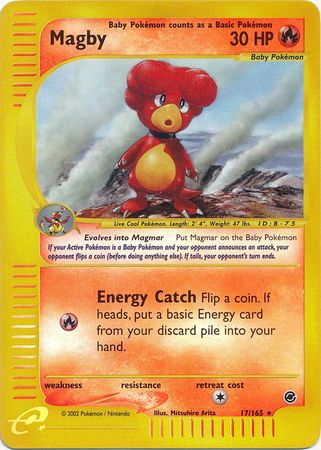 Baby Pokémon counts as a Basic Pokémon
Magby 30 HP
Baby Pokémon
Live Coal Pokémon. Length: 2' 4", Weight: 47 lbs. ID:B-75
Evolves into Magmar Put Magmar on the Baby Pokémon
If your Active Pokémon is a Baby Pokémon and your opponent announces an attack, your
opponent flips a coin (before doing anything else). If tails, your opponent's turn ends.
Energy Catch Flip a coin. If
heads, put a basic Energy card
from your discard pile into your
hand.
weakness resistance retreat cost
e
© 2002 Pokémon / Nintendo Illus. Mitsuhiro Arita 17/165 ★